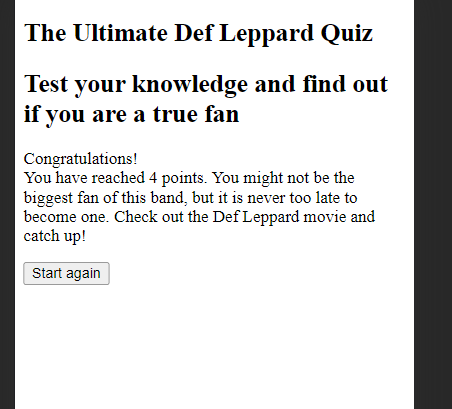 The Ultimate Def Leppard Quiz
Test your knowledge and find out
if you are a true fan
Congratulations!
You have reached 4 points. You might not be the
biggest fan of this band, but it is never too late to
become one. Check out the Def Leppard movie and
catch up!
Start again